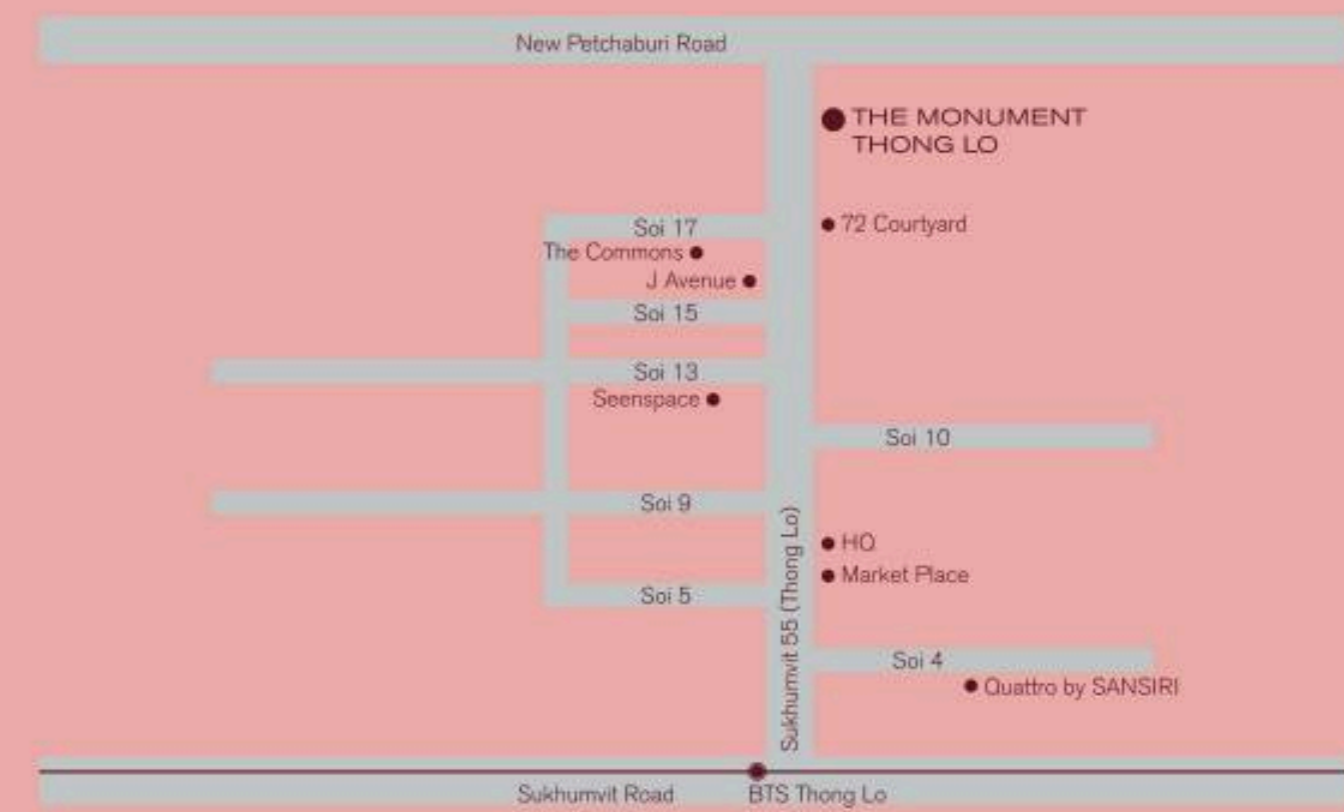 New Petchaburi Road
THE MONUMENT
THONG LO
Soi 17
72 Courtyard
The Commons
J Avenue
Soi 15
Soi 13
Seenspace
Soi 10
Soi 9
HQ
Market Place
Soi 5
Sukhumvit 55 (Thong Lo)
Soi 4
Quattro by SANSIRI
Sukhumvit Road
BTS Thong Lo